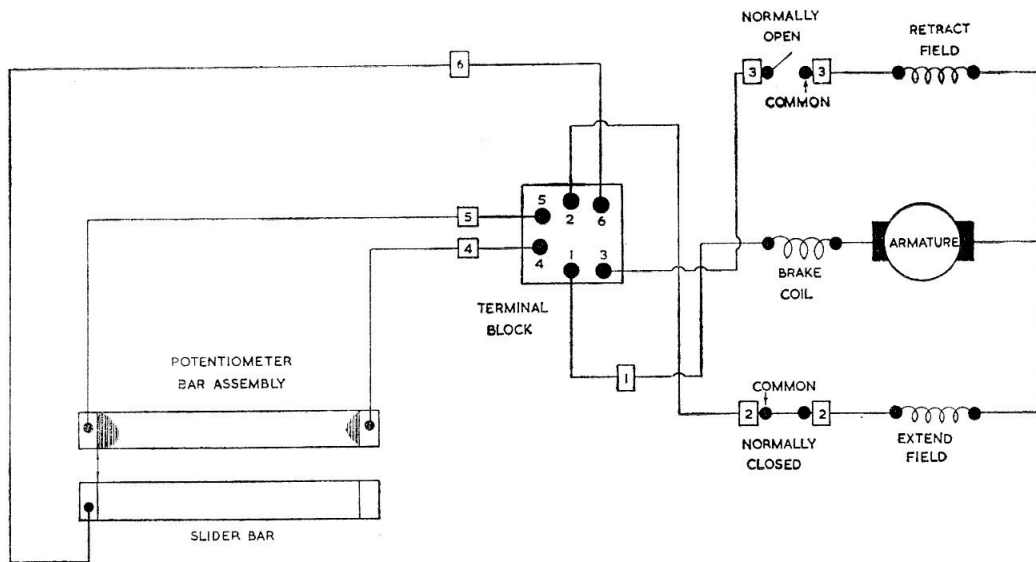 NORMALLY
OPEN
RETRACT
FIELD
6
3
3
COMMON
5
2
6
5
4
4
1
3
TERMINAL
BLOCK
ARMATURE
BRAKE
COIL
POTENTIOMETER
BAR ASSEMBLY
1
COMMON
2
2
NORMALLY
CLOSED
EXTEND
FIELD
SLIDER BAR